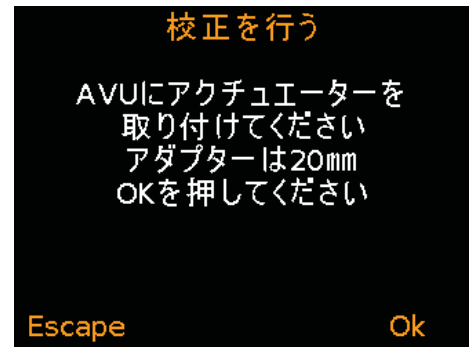 校正を行う
AVUにアクチュエーターを
取り付けてください
アダプターは20㎜
OKを押してください
Escape
Ok